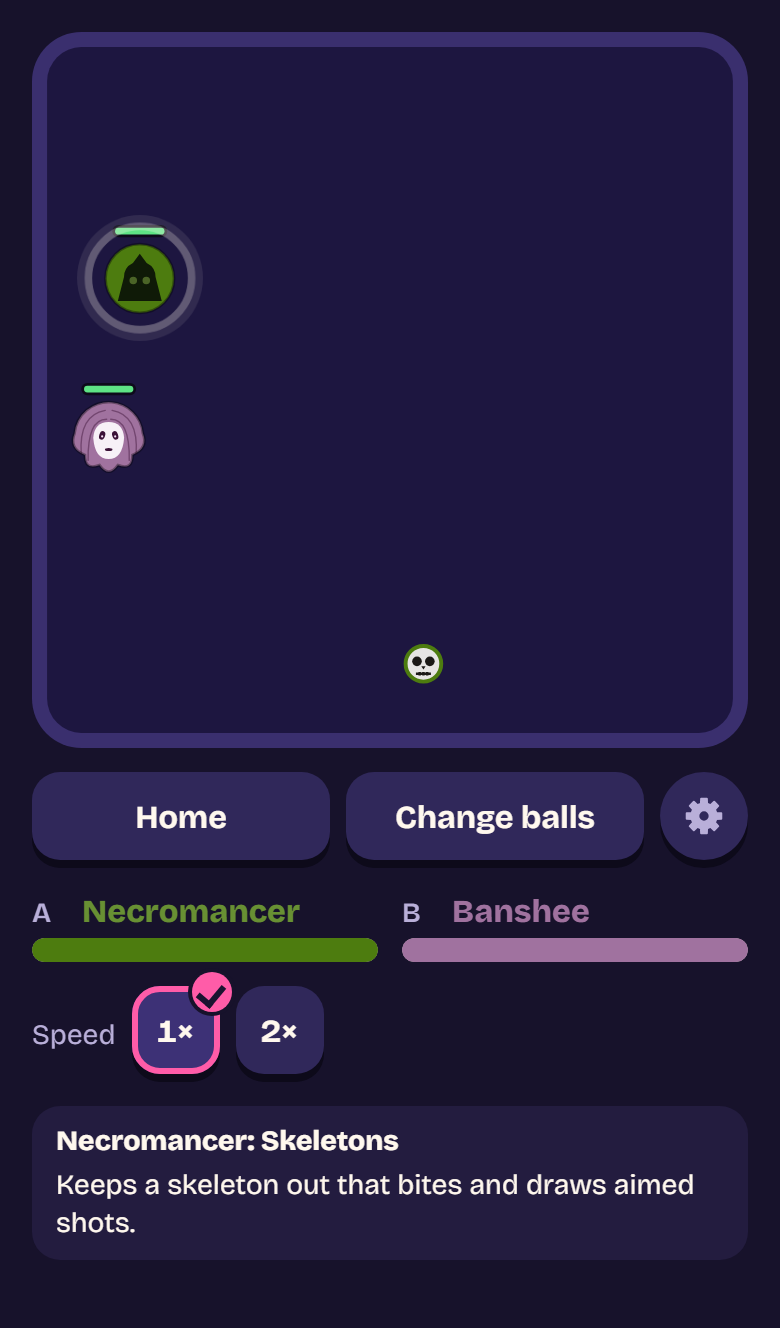 Home
Change balls
A Necromancer
B Banshee
Speed
1×
2×
Necromancer: Skeletons
Keeps a skeleton out that bites and draws aimed
shots.